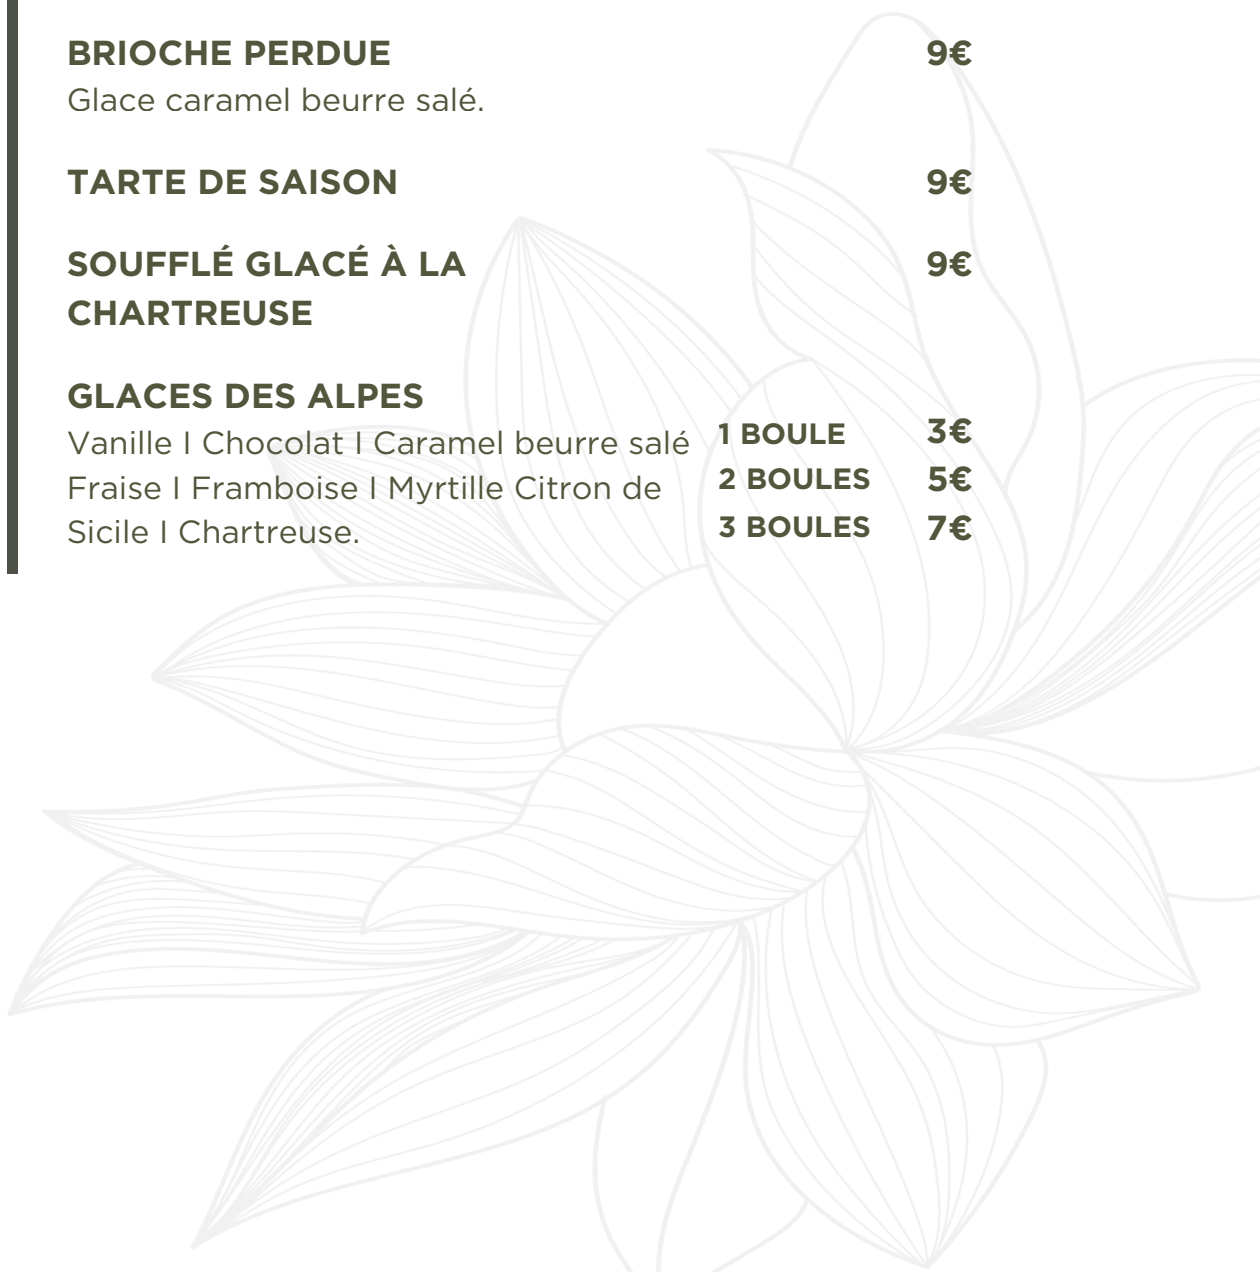 BRIOCHE PERDUE 9€
Glace caramel beurre salé.
TARTE DE SAISON 9€
SOUFFLÉ GLACÉ À LA 9€
CHARTREUSE
GLACES DES ALPES
Vanille I Chocolat I Caramel beurre salé 1 BOULE 3€
Fraise I Framboise I Myrtille Citron de 2 BOULES 5€
Sicile I Chartreuse. 3 BOULES 7€